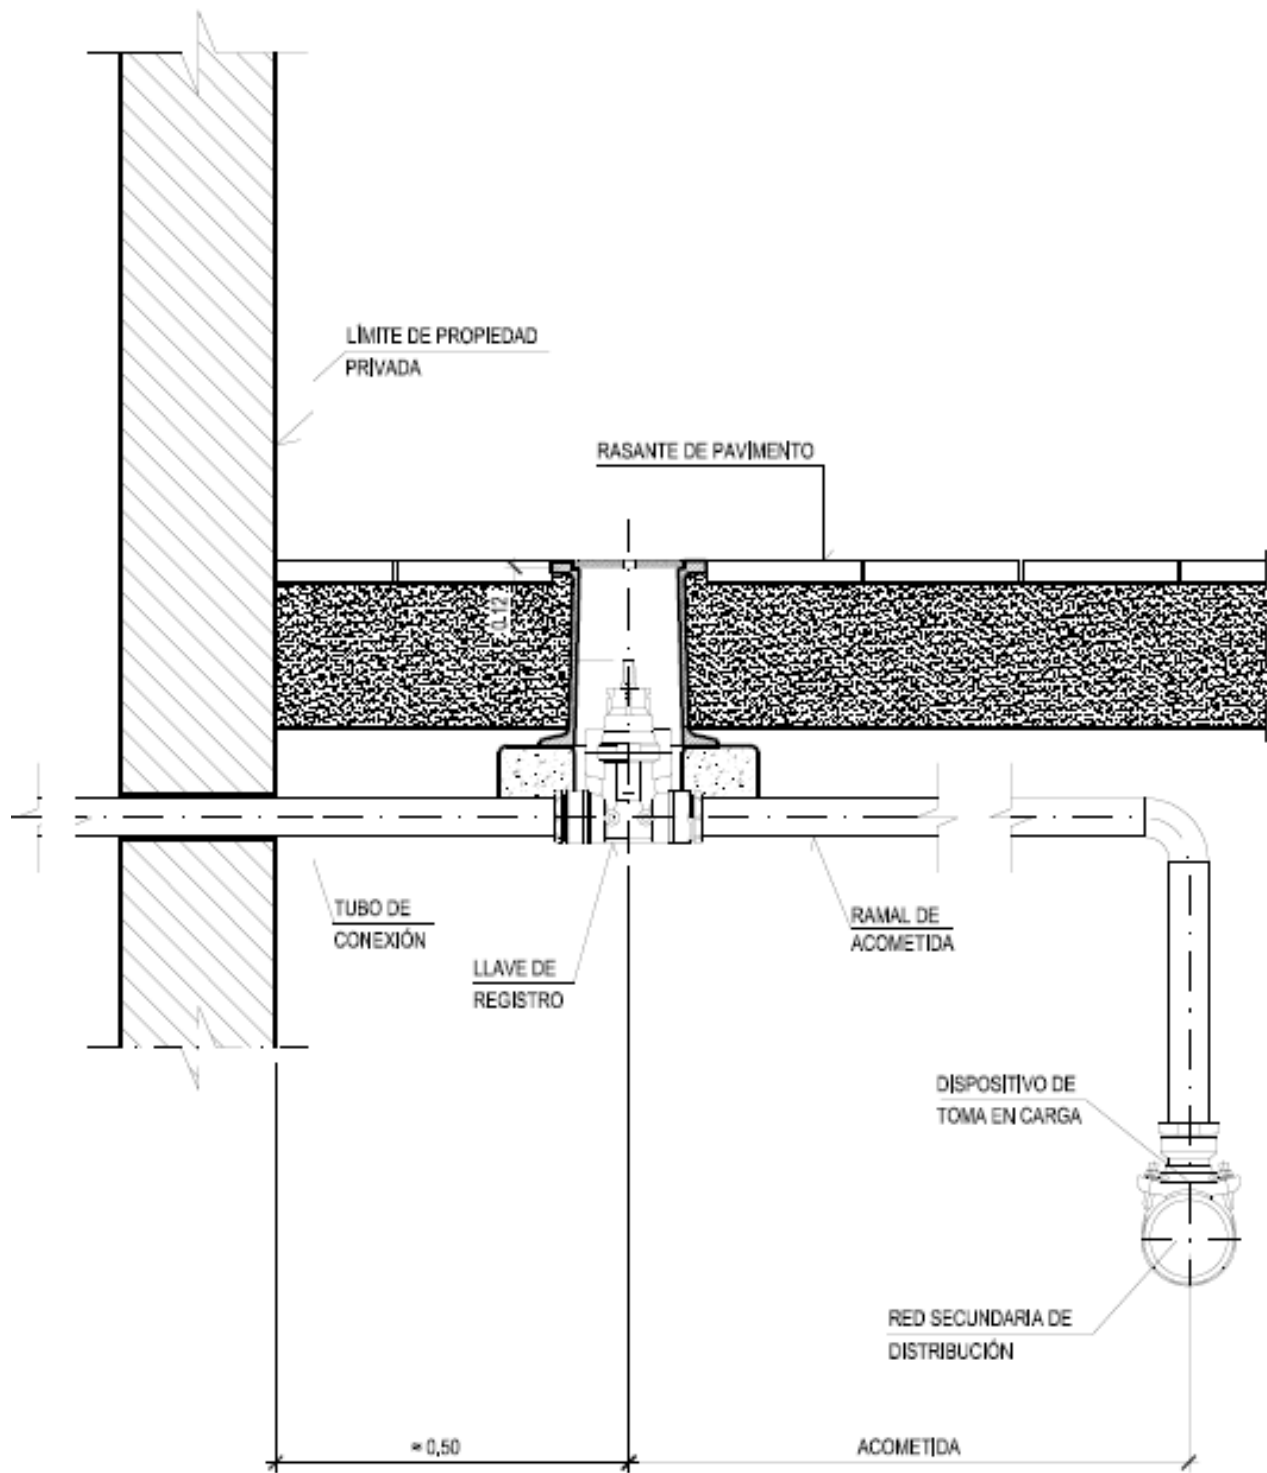 LÍMITE DE PROPIEDAD
PRIVADA
RASANTE DE PAVIMENTO
0,12
TUBO DE
CONEXIÓN
RAMAL DE
ACOMETIDA
LLAVE DE
REGISTRO
DISPOSITIVO DE
TOMA EN CARGA
RED SECUNDARIA DE
DISTRIBUCIÓN
≈ 0,50
ACOMETIDA